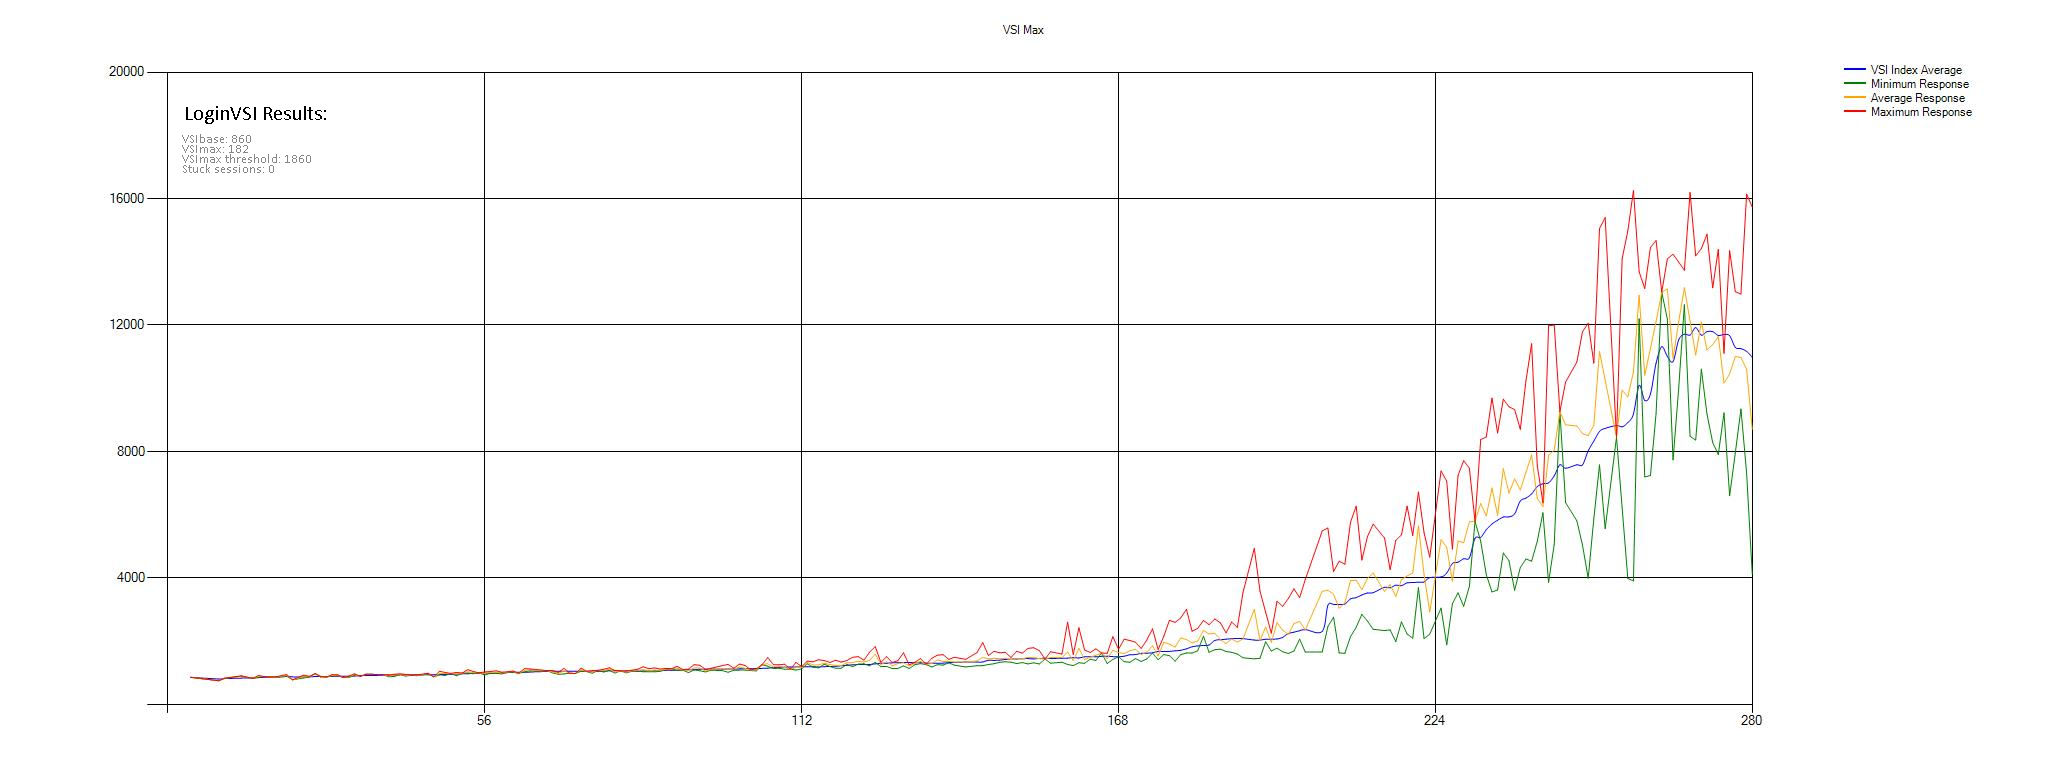 VSI Max
20000
16000
12000
8000
4000
LoginVSI Results:
VSIbase: 860
VSImax: 182
VSImax threshold: 1860
Stuck sessions: 0
VSI Index Average
Minimum Response
Average Response
Maximum Response
56
112
168
224
280